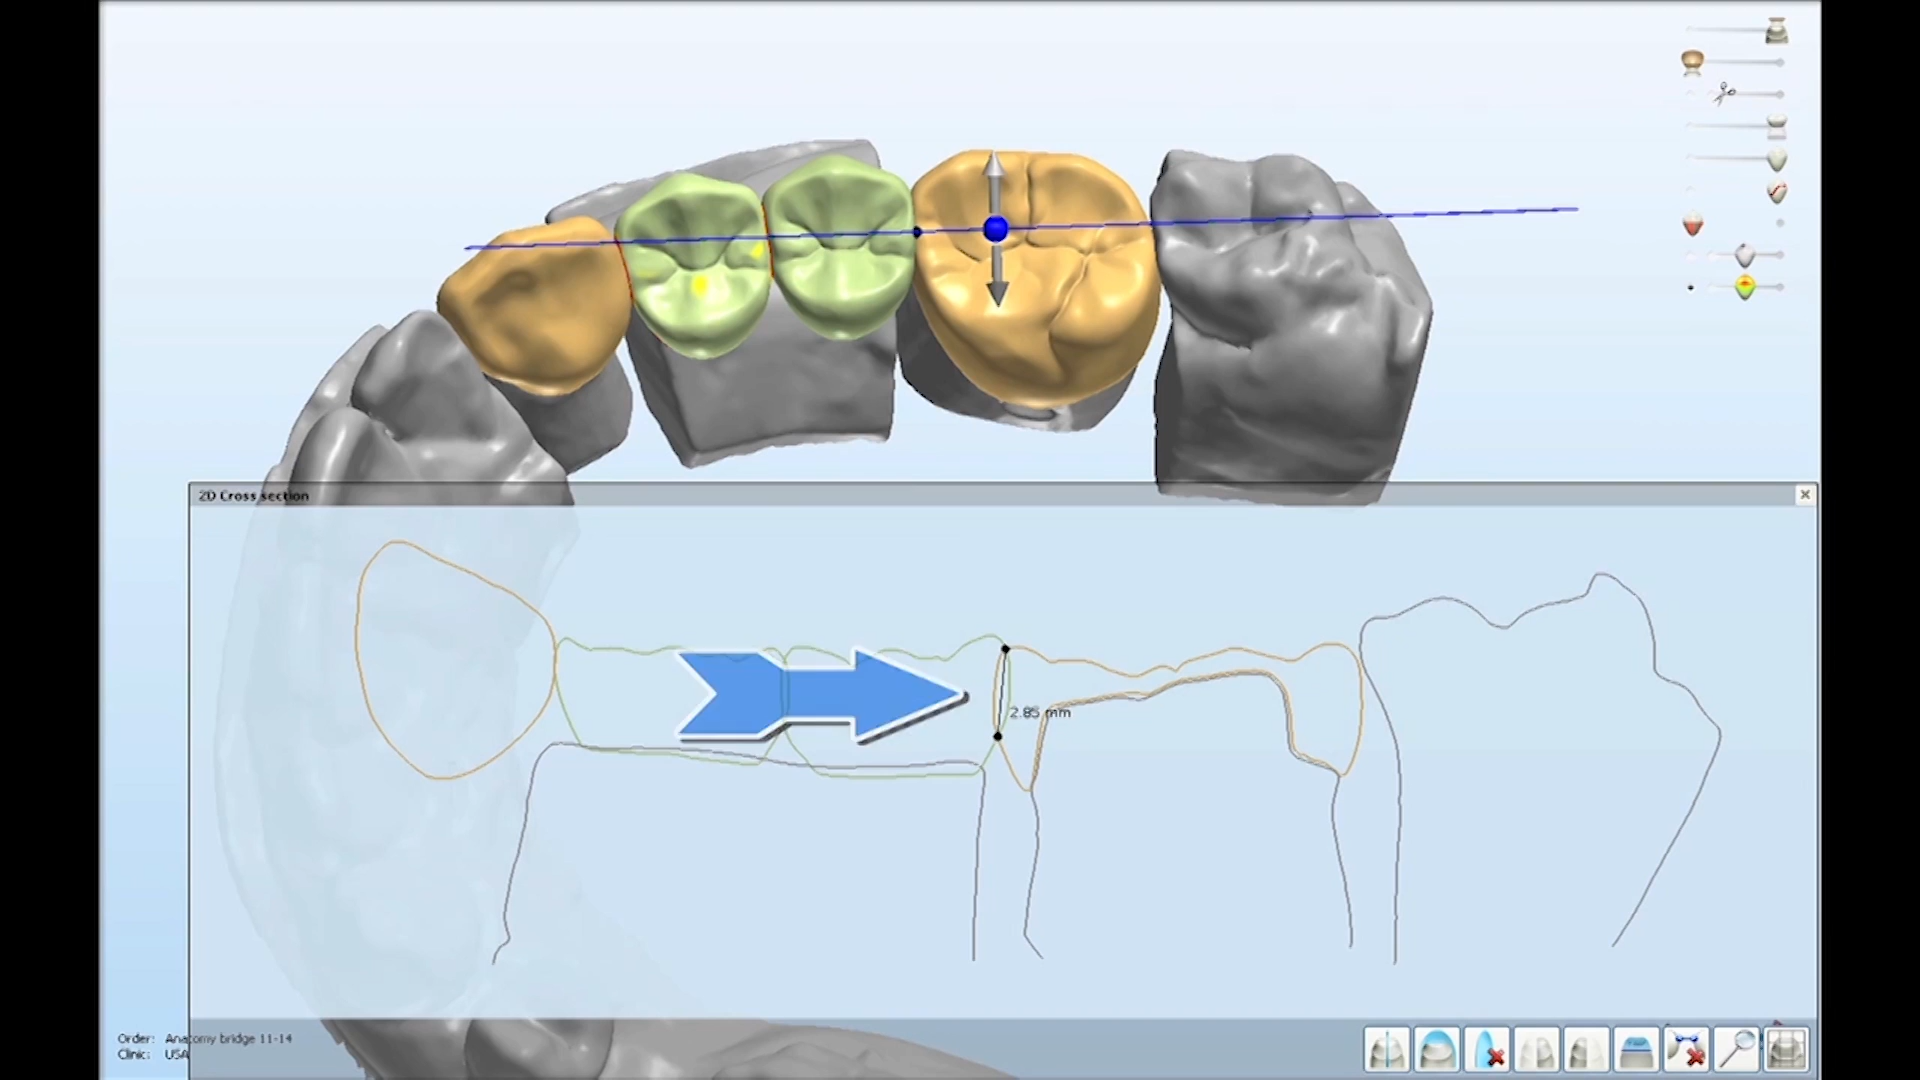 2D Cross section
2.85 mm
Order: Anatomy bridge 11-14
Clinic: USA